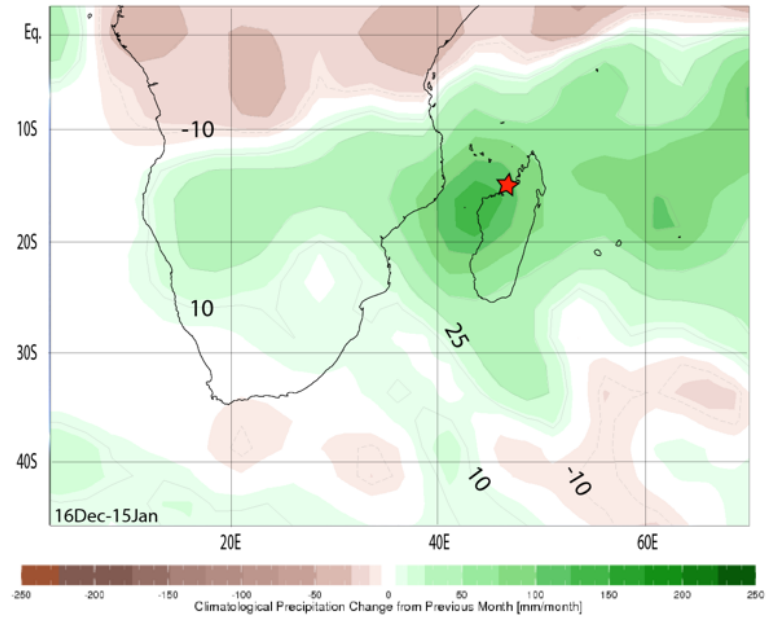 Eq.
10S
20S
30S
40S
-10
10
25
10
-10
16Dec-15Jan
20E 40E 60E
-250 -200 -150 -100 -50 0 50 100 150 200 250
Climatological Precipitation Change from Previous Month [mm/month]